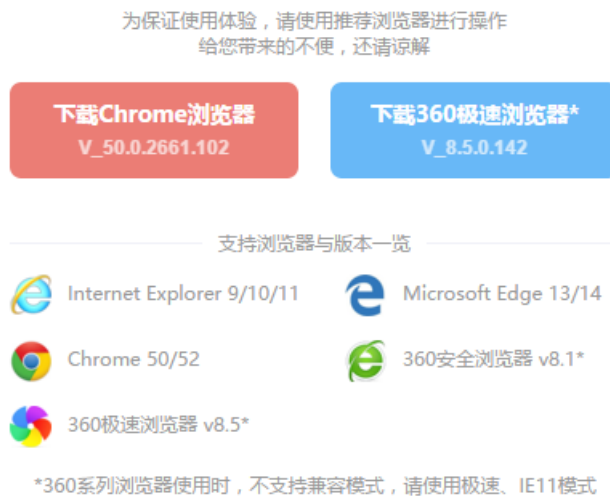 为保证使用体验，请使用推荐浏览器进行操作
给您带来的不便，还请谅解
下载Chrome浏览器
V_50.0.2661.102
下载360极速浏览器*
V_8.5.0.142
支持浏览器与版本一览
Internet Explorer 9/10/11
Microsoft Edge 13/14
Chrome 50/52
360安全浏览器 v8.1*
360极速浏览器 v8.5*
*360系列浏览器使用时，不支持兼容模式，请使用极速、IE11模式